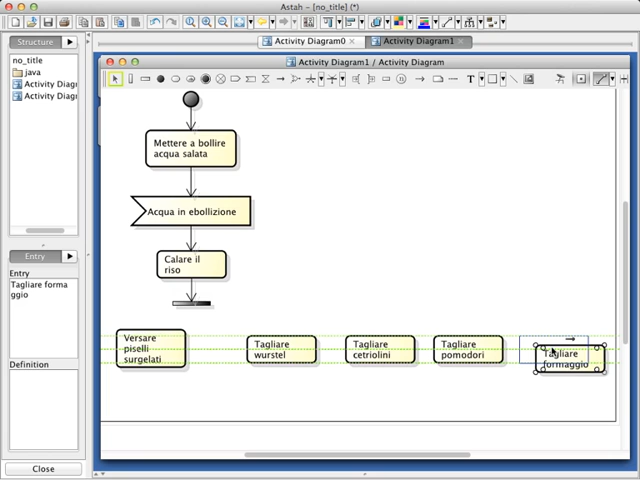 Astah - [no_title] (*)
Structure
Activity Diagram0
Activity Diagram1
Activity Diagram1 / Activity Diagram
no_title
java
Activity Diagr
Activity Diagr
Mettere a bollire
acqua salata
Acqua in ebollizione
Calare il
riso
Entry
Entry
Tagliare forma
ggio
Definition
Versare
piselli
surgelati
Tagliare
wurstel
Tagliare
cetriolini
Tagliare
pomodori
Tagliare
formaggio
Close